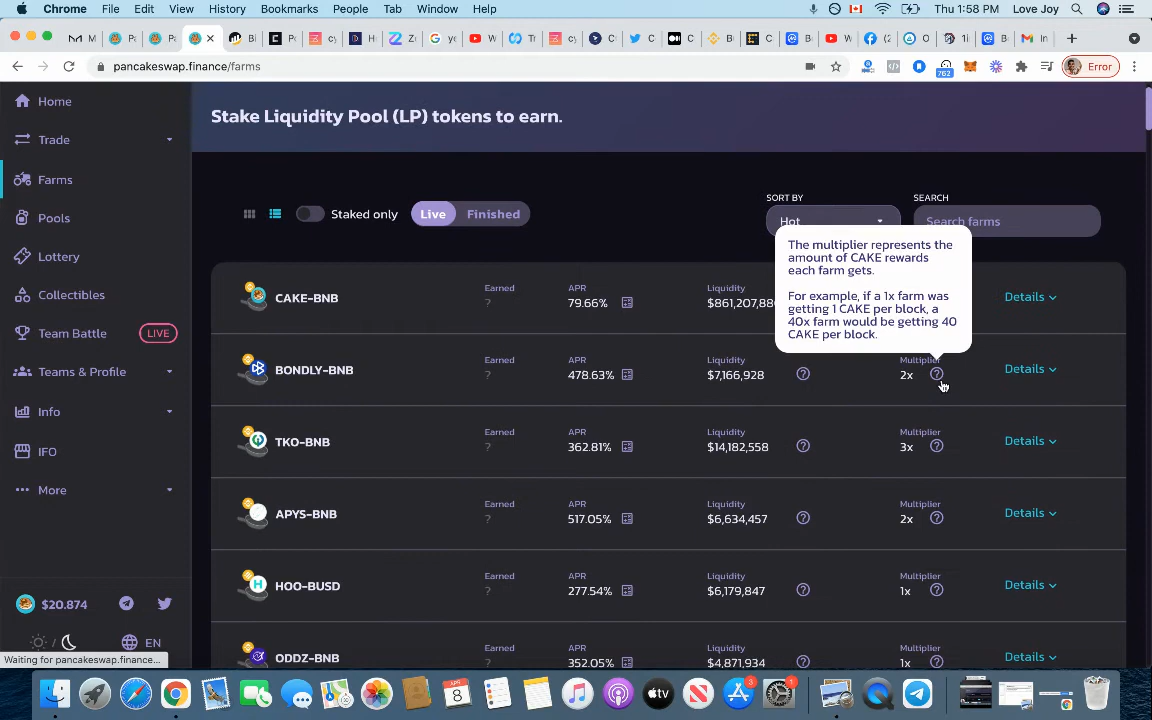 Chrome File Edit View History Bookmarks People Tab Window Help Thu 1:58 PM Love Joy
pancakeswap.finance/farms
762
Error
Home
Trade
Farms
Pools
Lottery
Collectibles
Team Battle LIVE
Teams & Profile
Info
IFO
More
$20.874
EN
Waiting for pancakeswap.finance...
Stake Liquidity Pool (LP) tokens to earn.
Staked only Live Finished
SORT BY SEARCH
Hot Search farms
The multiplier represents the
amount of CAKE rewards
each farm gets.
For example, if a 1x farm was
getting 1 CAKE per block, a
40x farm would be getting 40
CAKE per block.
Earned APR Liquidity
CAKE-BNB ? 79.66% Details
Earned APR Liquidity Multiplier
BONDLY-BNB ? 478.63% $7,166,928 2x Details
Earned APR Liquidity Multiplier
TKO-BNB ? 362.81% $14,182,558 3x Details
Earned APR Liquidity Multiplier
APYS-BNB ? 517.05% $6,634,457 2x Details
Earned APR Liquidity Multiplier
HOO-BUSD ? 277.54% $6,179,847 1x Details
Earned APR Liquidity Multiplier
ODDZ-BNB ? 352.05% $4,871,934 1x Details